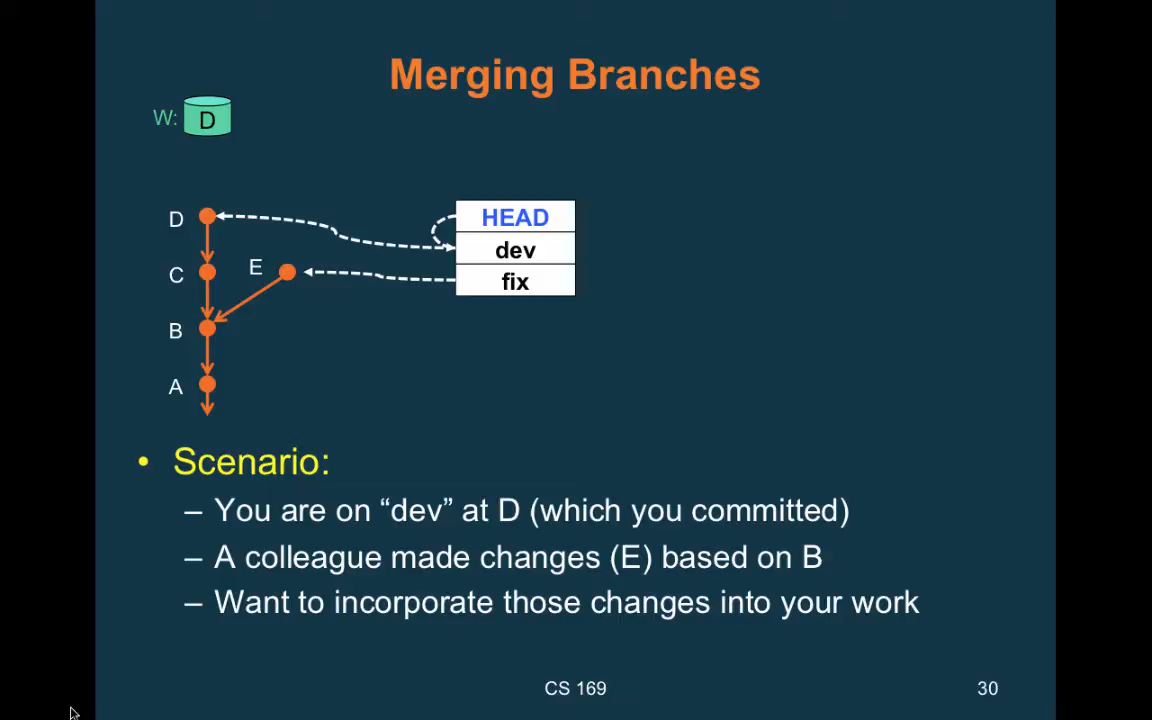 Merging Branches
W: D
D
HEAD
dev
E
C
fix
B
A
• Scenario:
– You are on “dev” at D (which you committed)
– A colleague made changes (E) based on B
– Want to incorporate those changes into your work
CS 169
30